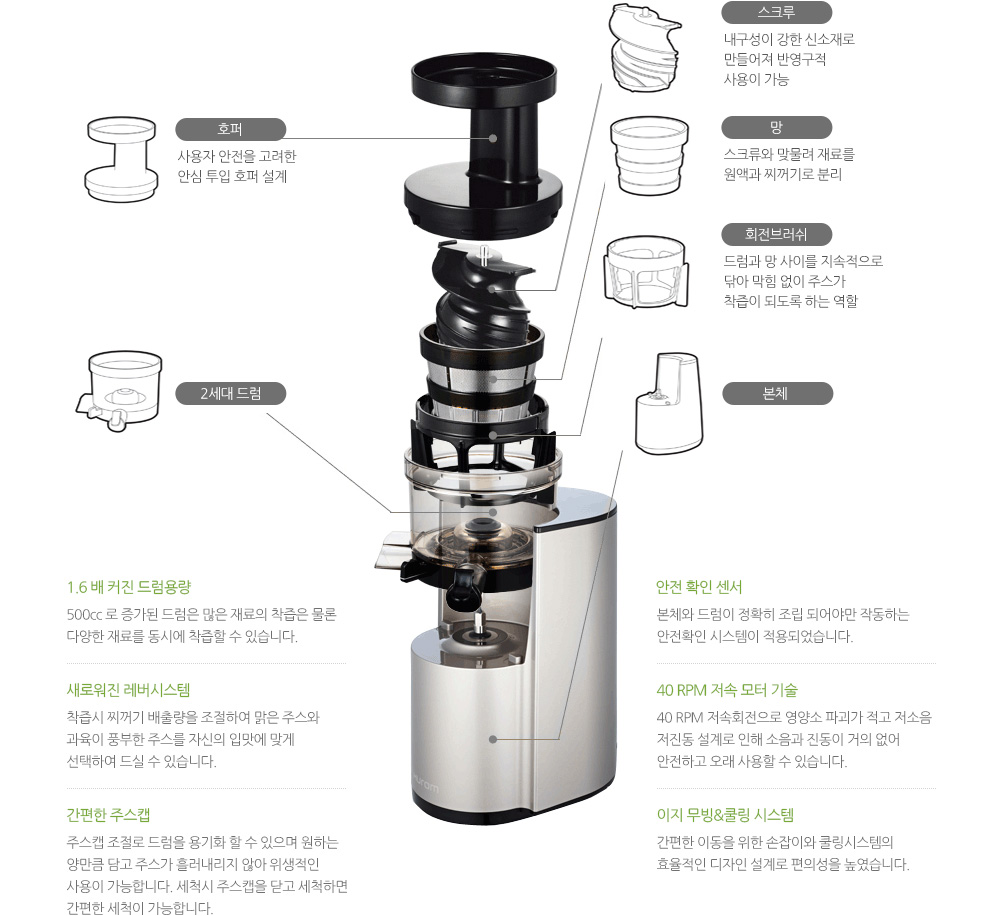 스크루
내구성이 강한 신소재로
만들어져 반영구적
사용이 가능
호퍼
사용자 안전을 고려한
안심 투입 호퍼 설계
망
스크류와 맞물려 재료를
원액과 찌꺼기로 분리
회전브러쉬
드럼과 망 사이를 지속적으로
닦아 막힘 없이 주스가
착즙이 되도록 하는 역할
2세대 드럼
본체
1.6 배 커진 드럼용량
500cc 로 증가된 드럼은 많은 재료의 착즙은 물론
다양한 재료를 동시에 착즙할 수 있습니다.
새로워진 레버시스템
착즙시 찌꺼기 배출량을 조절하여 맑은 주스와
과육이 풍부한 주스를 자신의 입맛에 맞게
선택하여 드실 수 있습니다.
간편한 주스캡
주스캡 조절로 드럼을 용기화 할 수 있으며 원하는
양만큼 담고 주스가 흘러내리지 않아 위생적인
사용이 가능합니다. 세척시 주스캡을 닫고 세척하면
간편한 세척이 가능합니다.
안전 확인 센서
본체와 드럼이 정확히 조립 되어야만 작동하는
안전확인 시스템이 적용되었습니다.
40 RPM 저속 모터 기술
40 RPM 저속회전으로 영양소 파괴가 적고 저소음
저진동 설계로 인해 소음과 진동이 거의 없어
안전하고 오래 사용할 수 있습니다.
이지 무빙&쿨링 시스템
간편한 이동을 위한 손잡이와 쿨링시스템의
효율적인 디자인 설계로 편의성을 높였습니다.